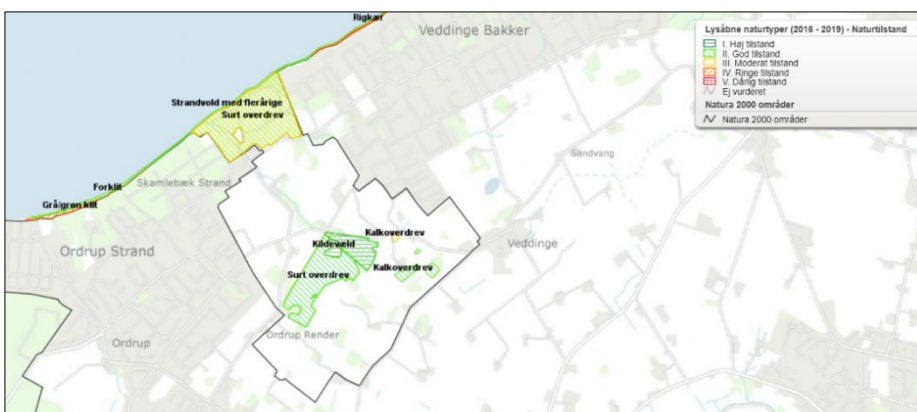 Rigkær
Veddinge Bakker
Lysåbne naturtyper (2016 - 2019) - Naturtilstand
I. Høj tilstand
II. God tilstand
III. Moderat tilstand
IV. Ringe tilstand
V. Dårlig tilstand
Ej vurderet
Natura 2000 områder
Natura 2000 områder
Strandvold med flerårige
Surt overdrev
Sandvang
Skamlebæk Strand
Forklit
Grå/grøn klit
Kalkoverdrev
Kildevæld
Veddinge
Ordrup Strand
Kalkoverdrev
Surt overdrev
Ordrup Render
Ordrup